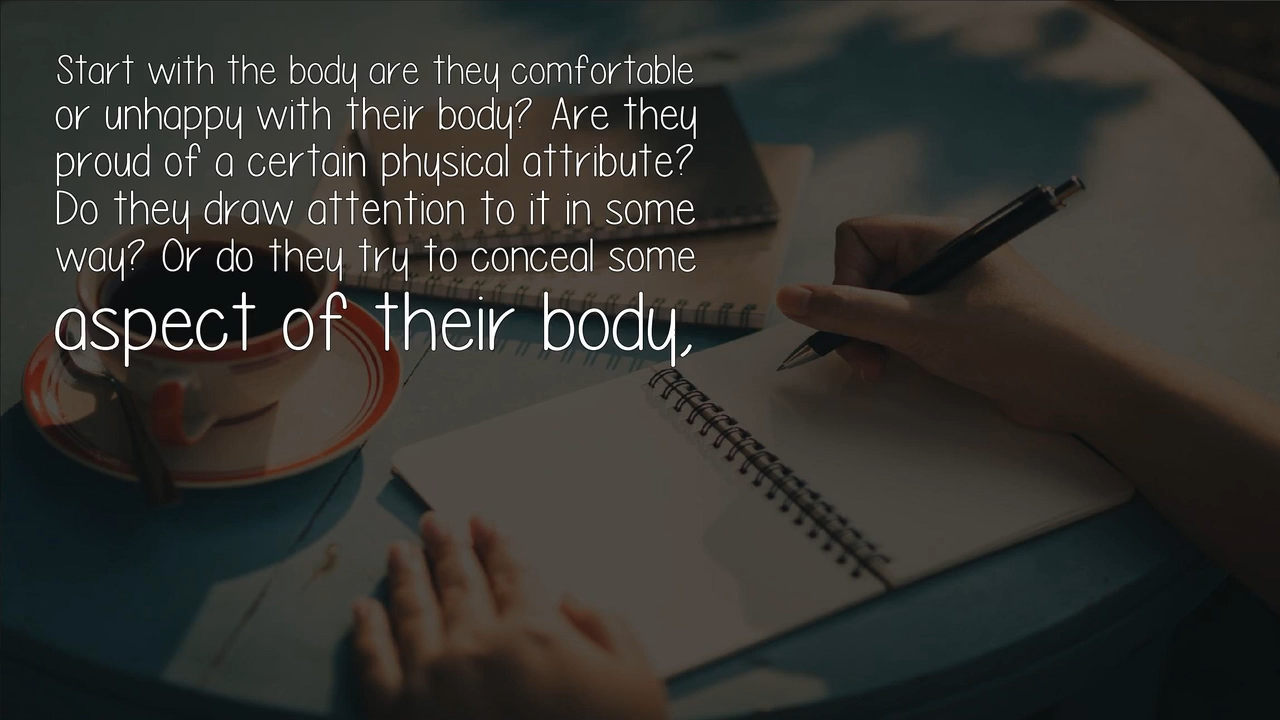 Start with the body are they comfortable
or unhappy with their body? Are they
proud of a certain physical attribute?
Do they draw attention to it in some
way? Or do they try to conceal some
aspect of their body,